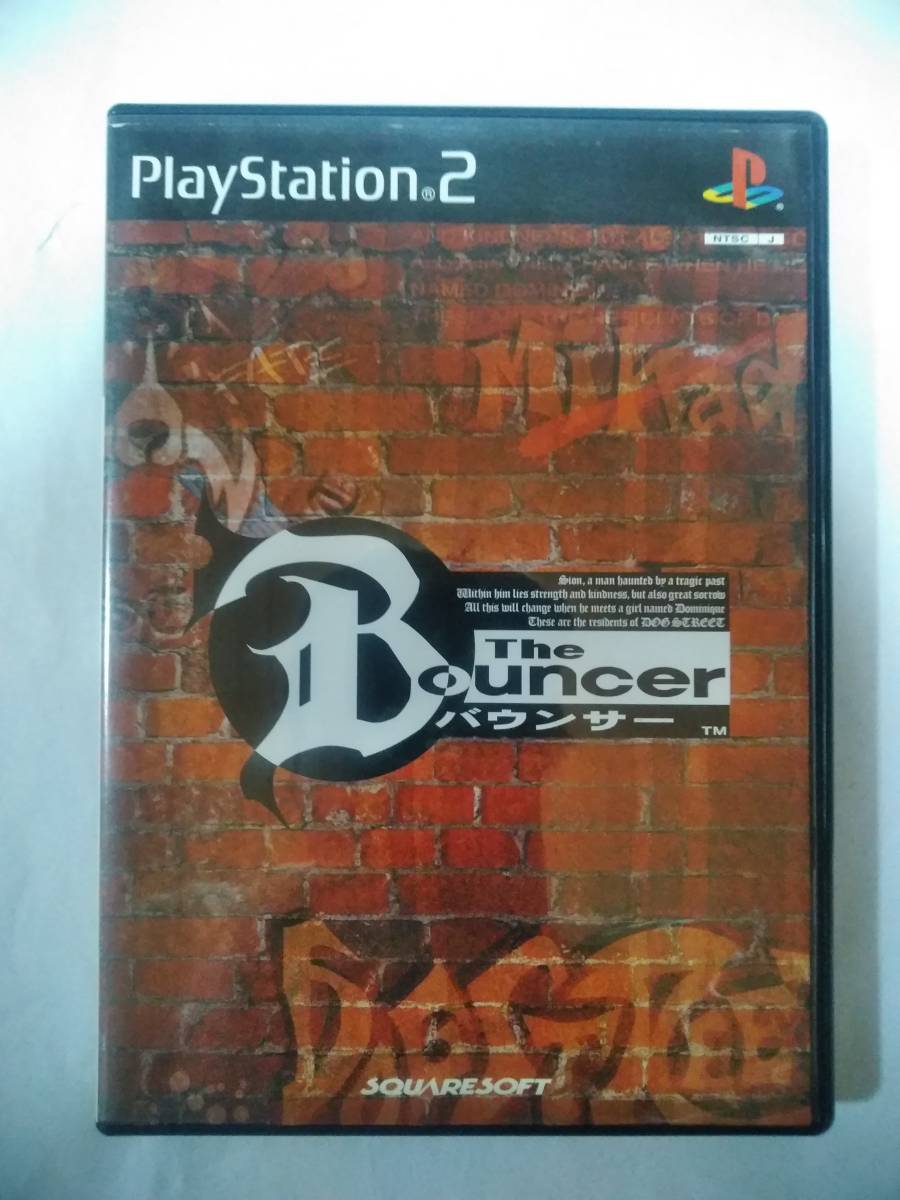 PlayStation®2
NTSC J
NAMED DOMINIQUE
Sion, a man haunted by a tragic past
Within him lies strength and kindness, but also great sorrow
All this will change when he meets a girl named Dominique
These are the residents of DOG STREET
The
Bouncer
バウンサー
TM
SQUARESOFT